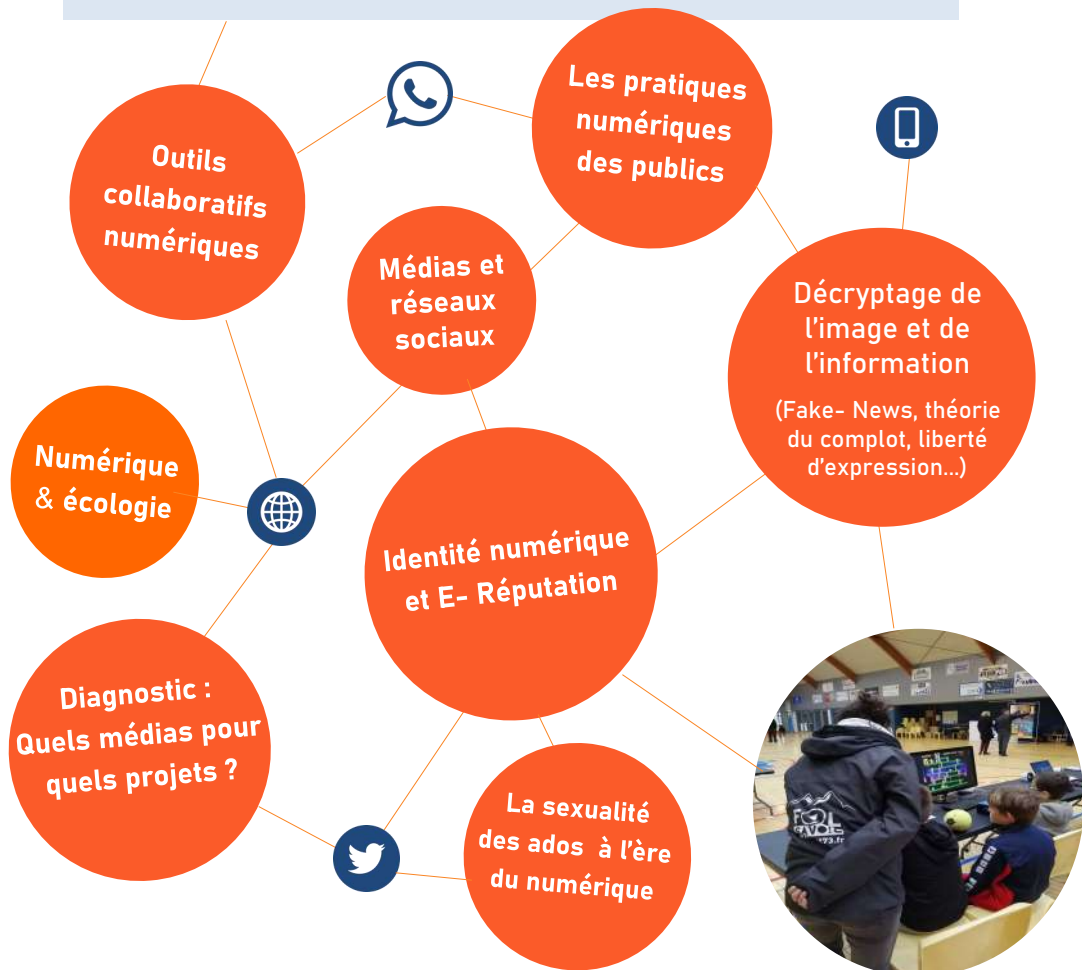 Les pratiques
numériques
des publics
Outils
collaboratifs
numériques
Médias et
réseaux
sociaux
Décryptage de
l'image et de
l'information
(Fake- News, théorie
du complot, liberté
d'expression...)
Numérique
& écologie
Identité numérique
et E- Réputation
Diagnostic :
Quels médias pour
quels projets ?
La sexualité
des ados à l'ère
du numérique